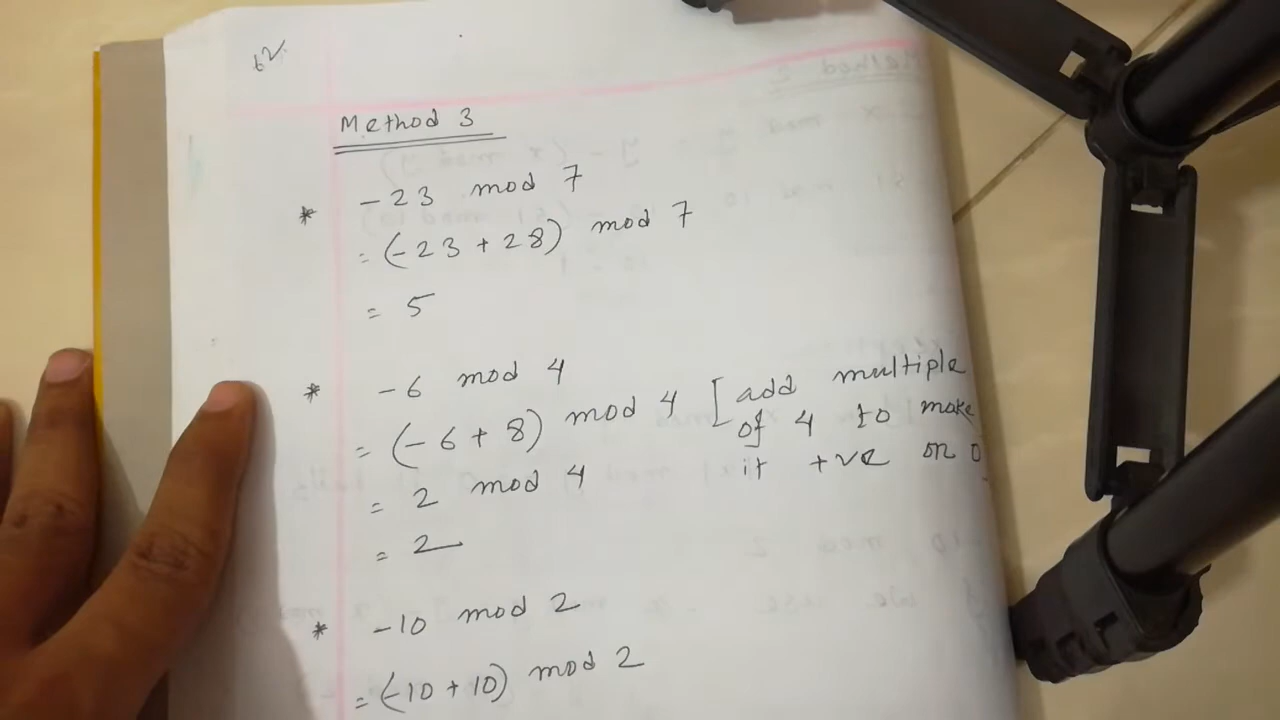 62
Method 3
* -23 mod 7
= (-23 + 28) mod 7
= 5
* -6 mod 4
= (-6 + 8) mod 4 [add multiple
of 4 to make
= 2 mod 4 it +ve or 0
= 2
* -10 mod 2
= (-10 + 10) mod 2